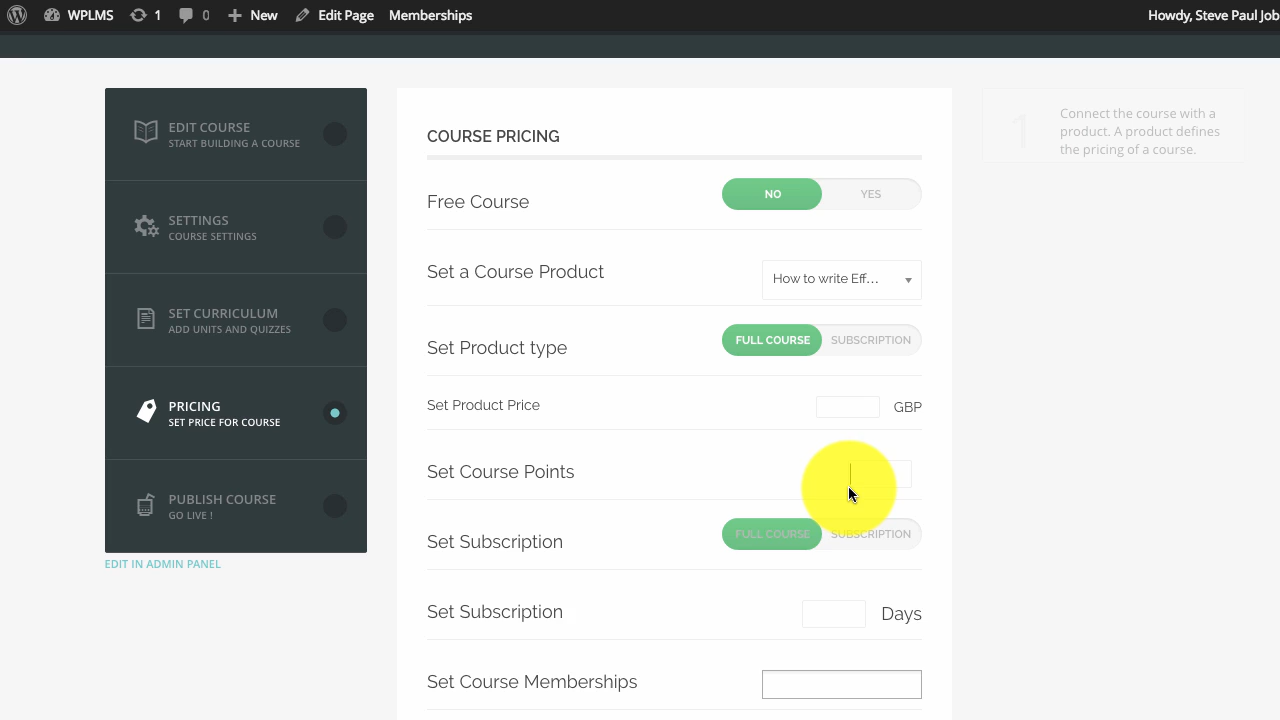 WPLMS 1 0 New Edit Page Memberships Howdy, Steve Paul Job
EDIT COURSE
START BUILDING A COURSE
SETTINGS
COURSE SETTINGS
SET CURRICULUM
ADD UNITS AND QUIZZES
PRICING
SET PRICE FOR COURSE
PUBLISH COURSE
GO LIVE !
EDIT IN ADMIN PANEL
COURSE PRICING
Free Course NO YES
Set a Course Product How to write Eff...
Set Product type FULL COURSE SUBSCRIPTION
Set Product Price GBP
Set Course Points
Set Subscription FULL COURSE SUBSCRIPTION
Set Subscription Days
Set Course Memberships
1
Connect the course with a
product. A product defines
the pricing of a course.